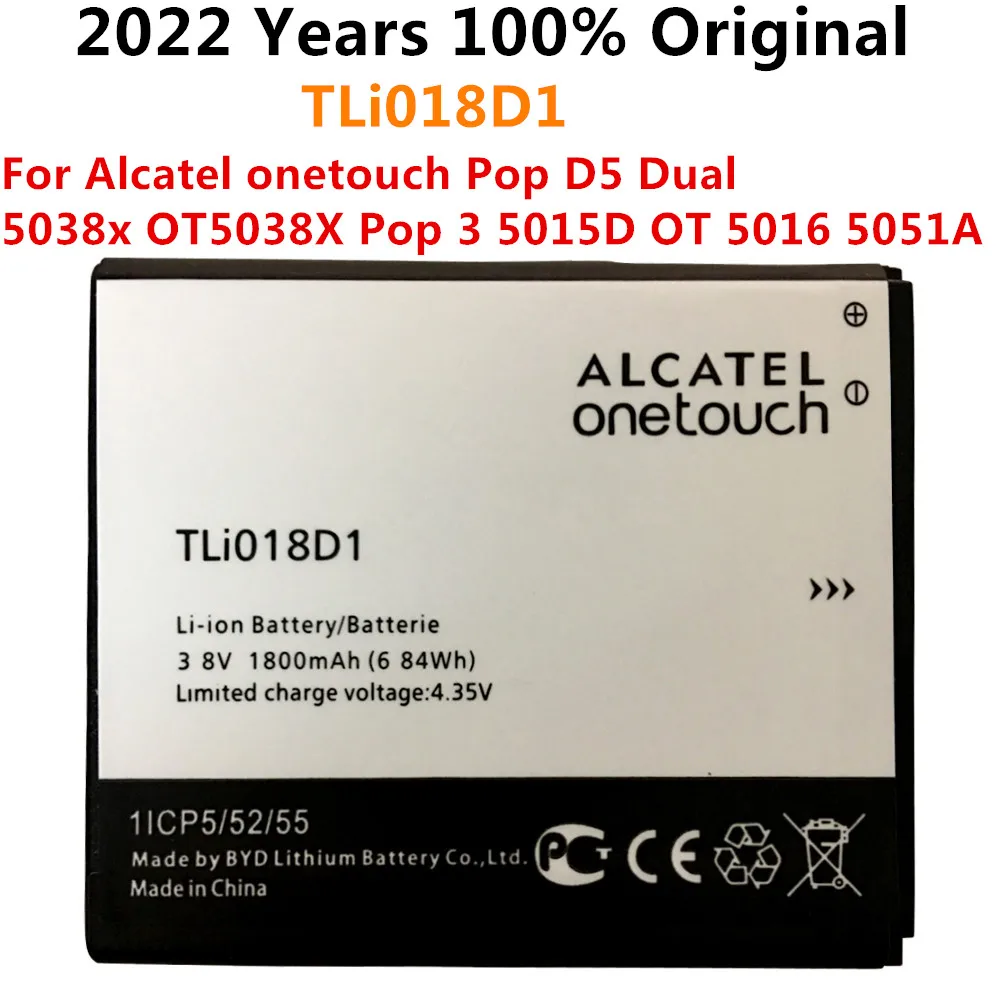 2022 Years 100% Original
TLi018D1
For Alcatel onetouch Pop D5 Dual
5038x OT5038X Pop 3 5015D OT 5016 5051A
ALCATEL
onetouch
TLi018D1
Li-ion Battery/Batterie
3 8V 1800mAh (6 84Wh)
Limited charge voltage:4.35V
1ICP5/52/55
Made by BYD Lithium Battery Co.,Ltd.
Made in China
PCT CE